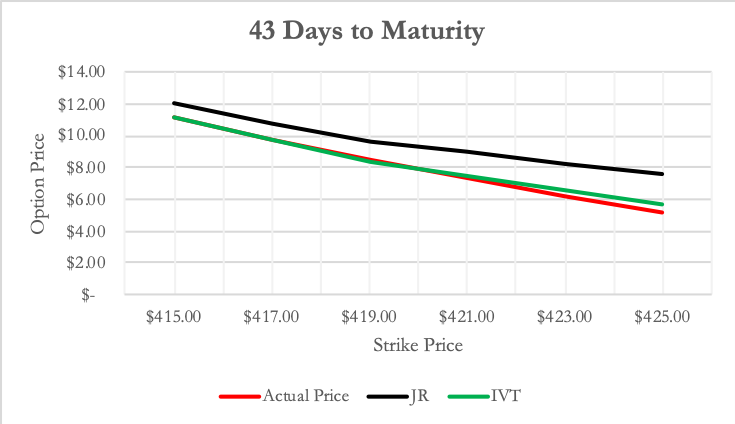 43 Days to Maturity
$14.00
$12.00
$10.00
$8.00
$6.00
$4.00
$2.00
$-
Option Price
$415.00 $417.00 $419.00 $421.00 $423.00 $425.00
Strike Price
Actual Price JR IVT